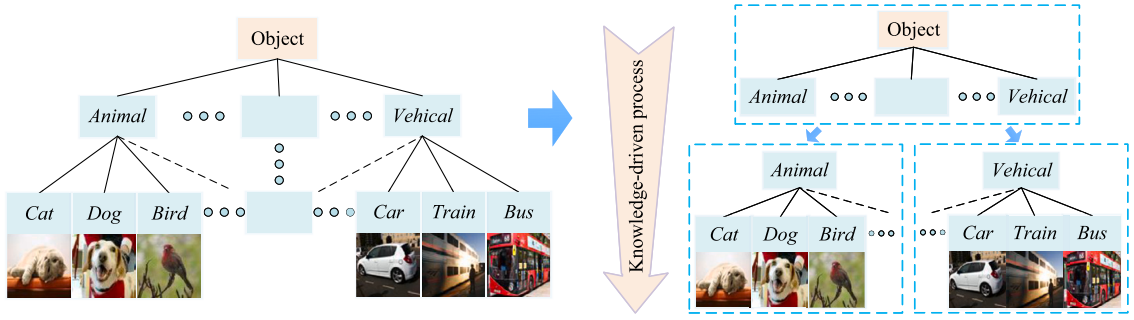 Object
Animal
Vehical
Cat Dog Bird
Car Train Bus
Knowledge-driven process
Object
Animal
Vehical
Animal
Vehical
Cat Dog Bird
Car Train Bus